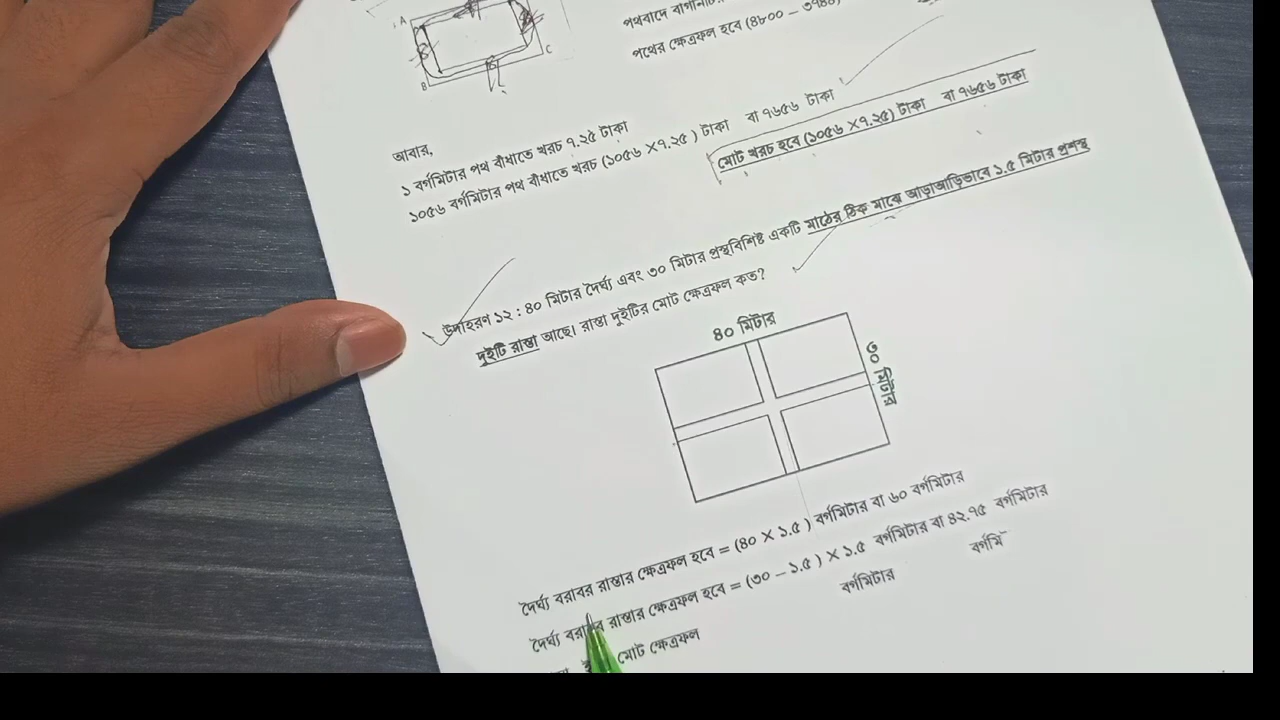 A
B
C
পথের ক্ষেত্রফল হবে (৪৮০০ –
আবার,
১ বর্গমিটার পথ বাঁধাতে খরচ ৭.২৫ টাকা
১০৫৬ বর্গমিটার পথ বাঁধাতে খরচ (১০৫৬ X৭.২৫ ) টাকা বা ৭৬৫৬ টাকা
মোট খরচ হবে (১০৫৬ X৭.২৫) টাকা বা ৭৬৫৬ টাকা
উদাহরণ ১২ : ৪০ মিটার দৈর্ঘ্য এবং ৩০ মিটার প্রস্থবিশিষ্ট একটি মাঠের ঠিক মাঝে আড়াআড়িভাবে ১.৫ মিটার প্রশস্থ
দুইটি রাস্তা আছে। রাস্তা দুইটির মোট ক্ষেত্রফল কত?
৪০ মিটার
৩০ মিটার
দৈর্ঘ্য বরাবর রাস্তার ক্ষেত্রফল হবে = (৪০ X ১.৫ ) বর্গমিটার বা ৬০ বর্গমিটার
দৈর্ঘ্য বরাবর রাস্তার ক্ষেত্রফল হবে = (৩০ – ১.৫ ) X ১.৫ বর্গমিটার বা ৪২.৭৫ বর্গমিটার
মোট ক্ষেত্রফল বর্গমিটার